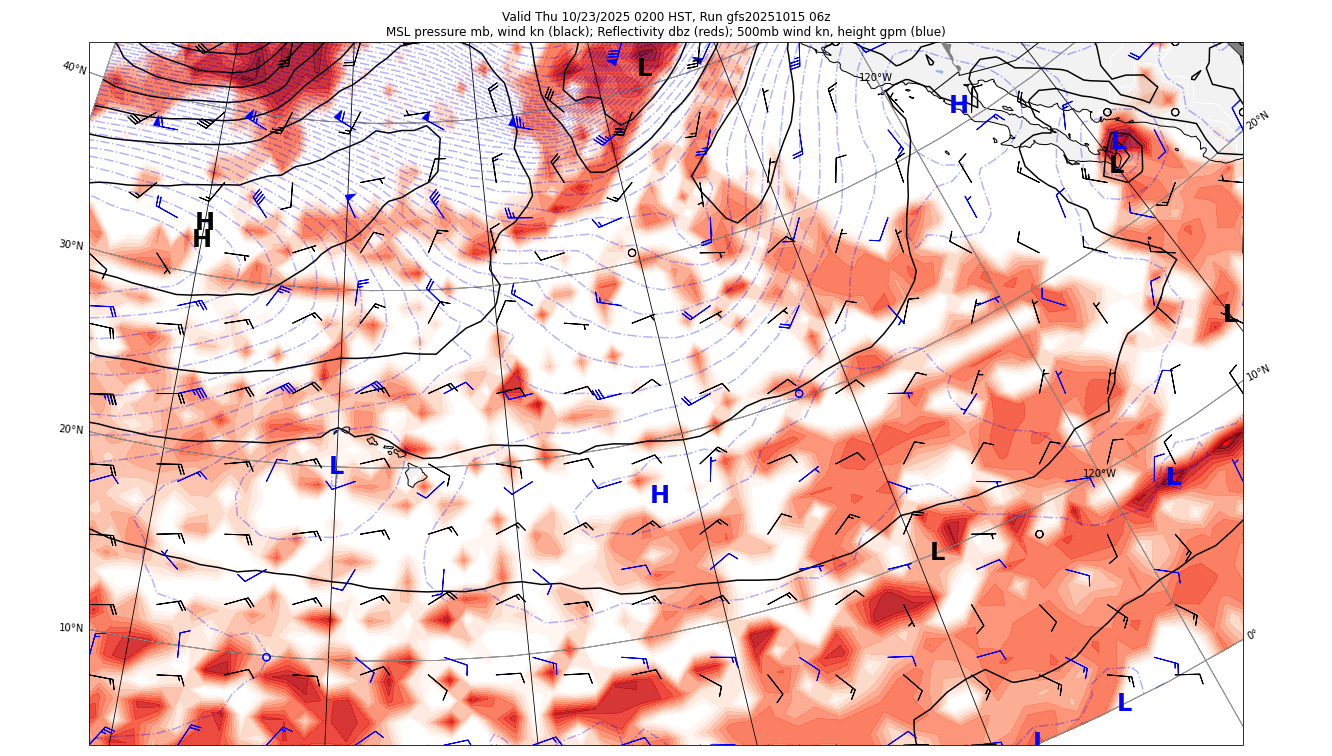 Valid Thu 10/23/2025 0200 HST, Run gfs20251015 06z
MSL pressure mb, wind kn (black); Reflectivity dbz (reds); 500mb wind kn, height gpm (blue)
40°N
L
120°W
H
20°N
L
L
H
H
30°N
L
10°N
20°N
L
120°W
L
H
L
10°N
0°
L
L